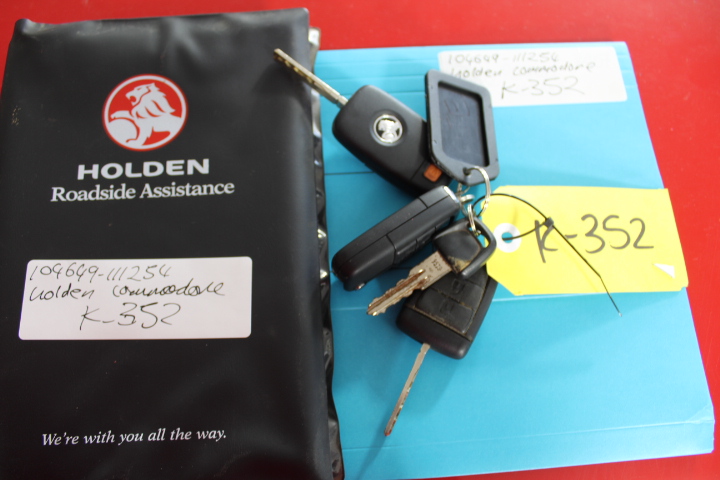 HOLDEN
Roadside Assistance
104649-111254
Holden commodore
K-352
We're with you all the way.
104649-111254
Holden commodore
K-352
K-352